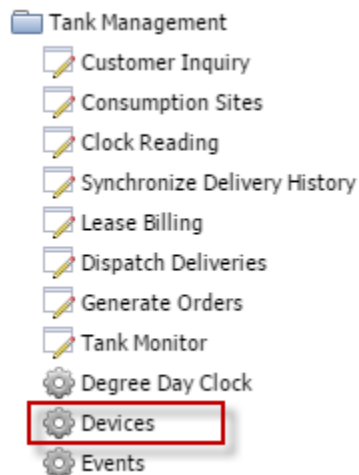 Tank Management
Customer Inquiry
Consumption Sites
Clock Reading
Synchronize Delivery History
Lease Billing
Dispatch Deliveries
Generate Orders
Tank Monitor
Degree Day Clock
Devices
Events